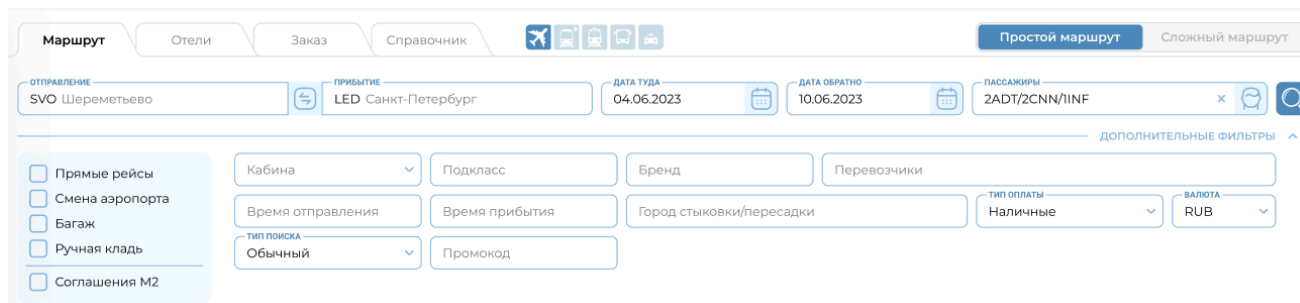 Маршрут Отели Заказ Справочник Простой маршрут Сложный маршрут
ОТПРАВЛЕНИЕ ПРИБЫТИЕ ДАТА ТУДА ДАТА ОБРАТНО ПАССАЖИРЫ
SVO Шереметьево LED Санкт-Петербург 04.06.2023 10.06.2023 2ADT/2CNN/1INF
ДОПОЛНИТЕЛЬНЫЕ ФИЛЬТРЫ
Прямые рейсы Кабина Подкласс Бренд Перевозчики
Смена аэропорта ТИП ОПЛАТЫ ВАЛЮТА
Багаж Время отправления Время прибытия Город стыковки/пересадки Наличные RUB
ТИП ПОИСКА
Ручная кладь Обычный Промокод
Соглашения М2